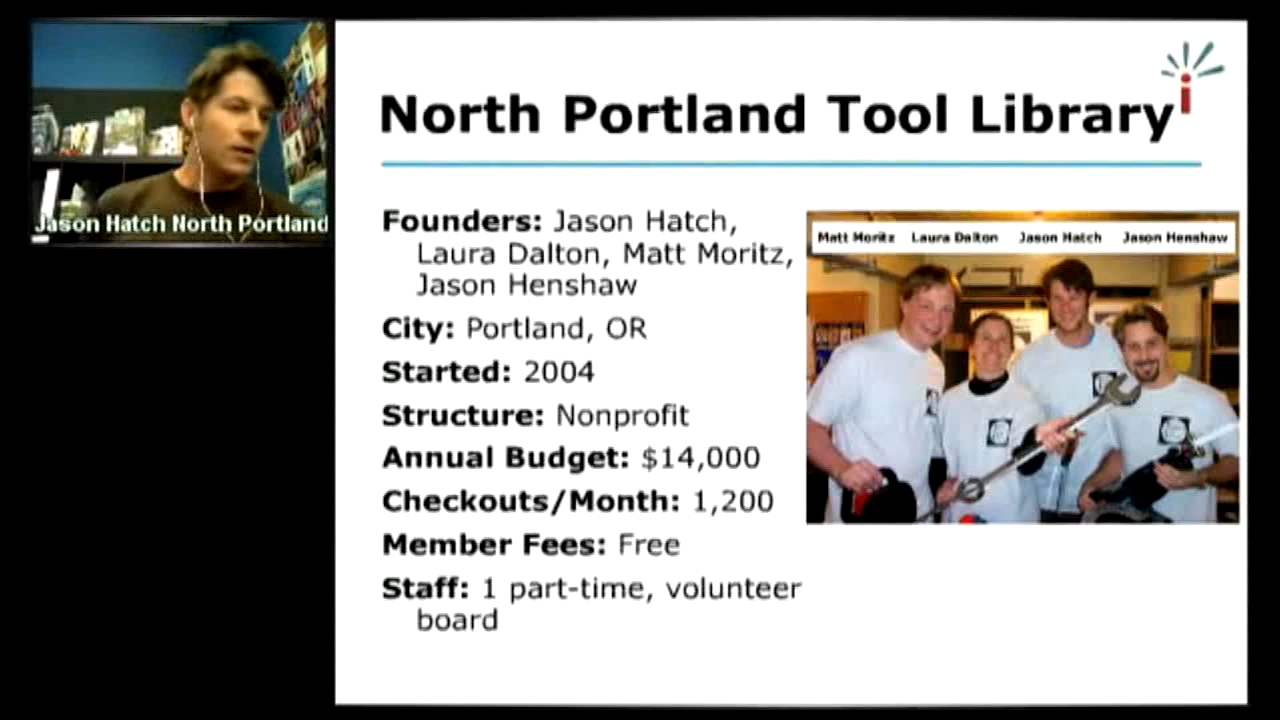 Jason Hatch North Portland
North Portland Tool Library
Founders: Jason Hatch,
Laura Dalton, Matt Moritz,
Jason Henshaw
City: Portland, OR
Started: 2004
Structure: Nonprofit
Annual Budget: $14,000
Checkouts/Month: 1,200
Member Fees: Free
Staff: 1 part-time, volunteer
board
Matt Moritz Laura Dalton Jason Hatch Jason Henshaw